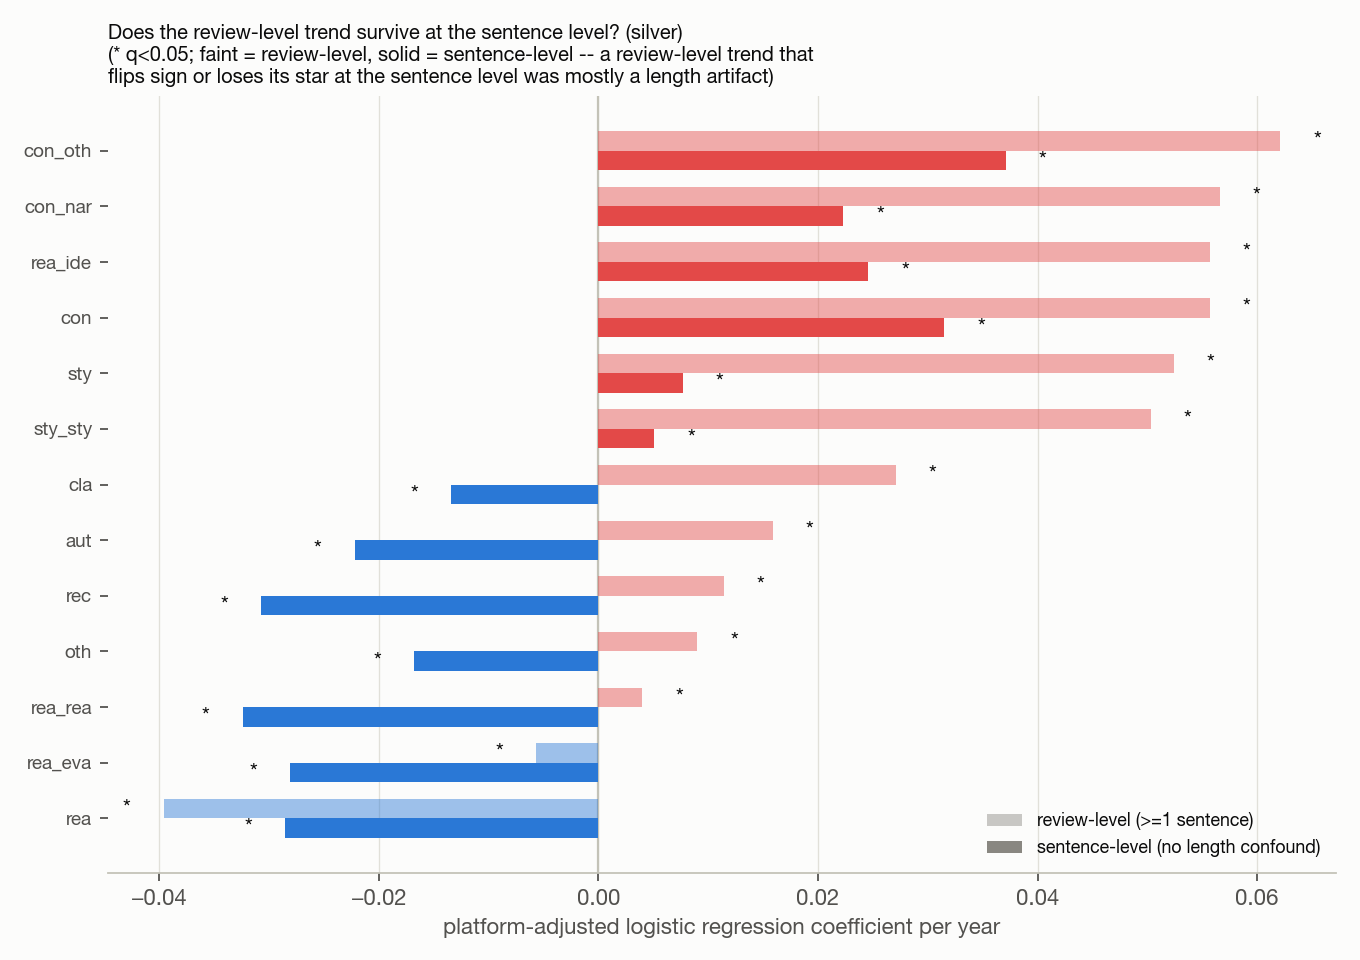 Does the review-level trend survive at the sentence level? (silver)
(* q<0.05; faint = review-level, solid = sentence-level -- a review-level trend that
flips sign or loses its star at the sentence level was mostly a length artifact)
con_oth
* 
*
con_nar
*
*
rea_ide
*
*
con
*
*
sty
*
*
sty_sty
*
*
cla
*
*
aut
*
*
rec
*
*
oth
*
*
rea_rea
*
*
rea_eva
*
*
rea
*
*
review-level (>=1 sentence)
sentence-level (no length confound)
−0.04 −0.02 0.00 0.02 0.04 0.06
platform-adjusted logistic regression coefficient per year